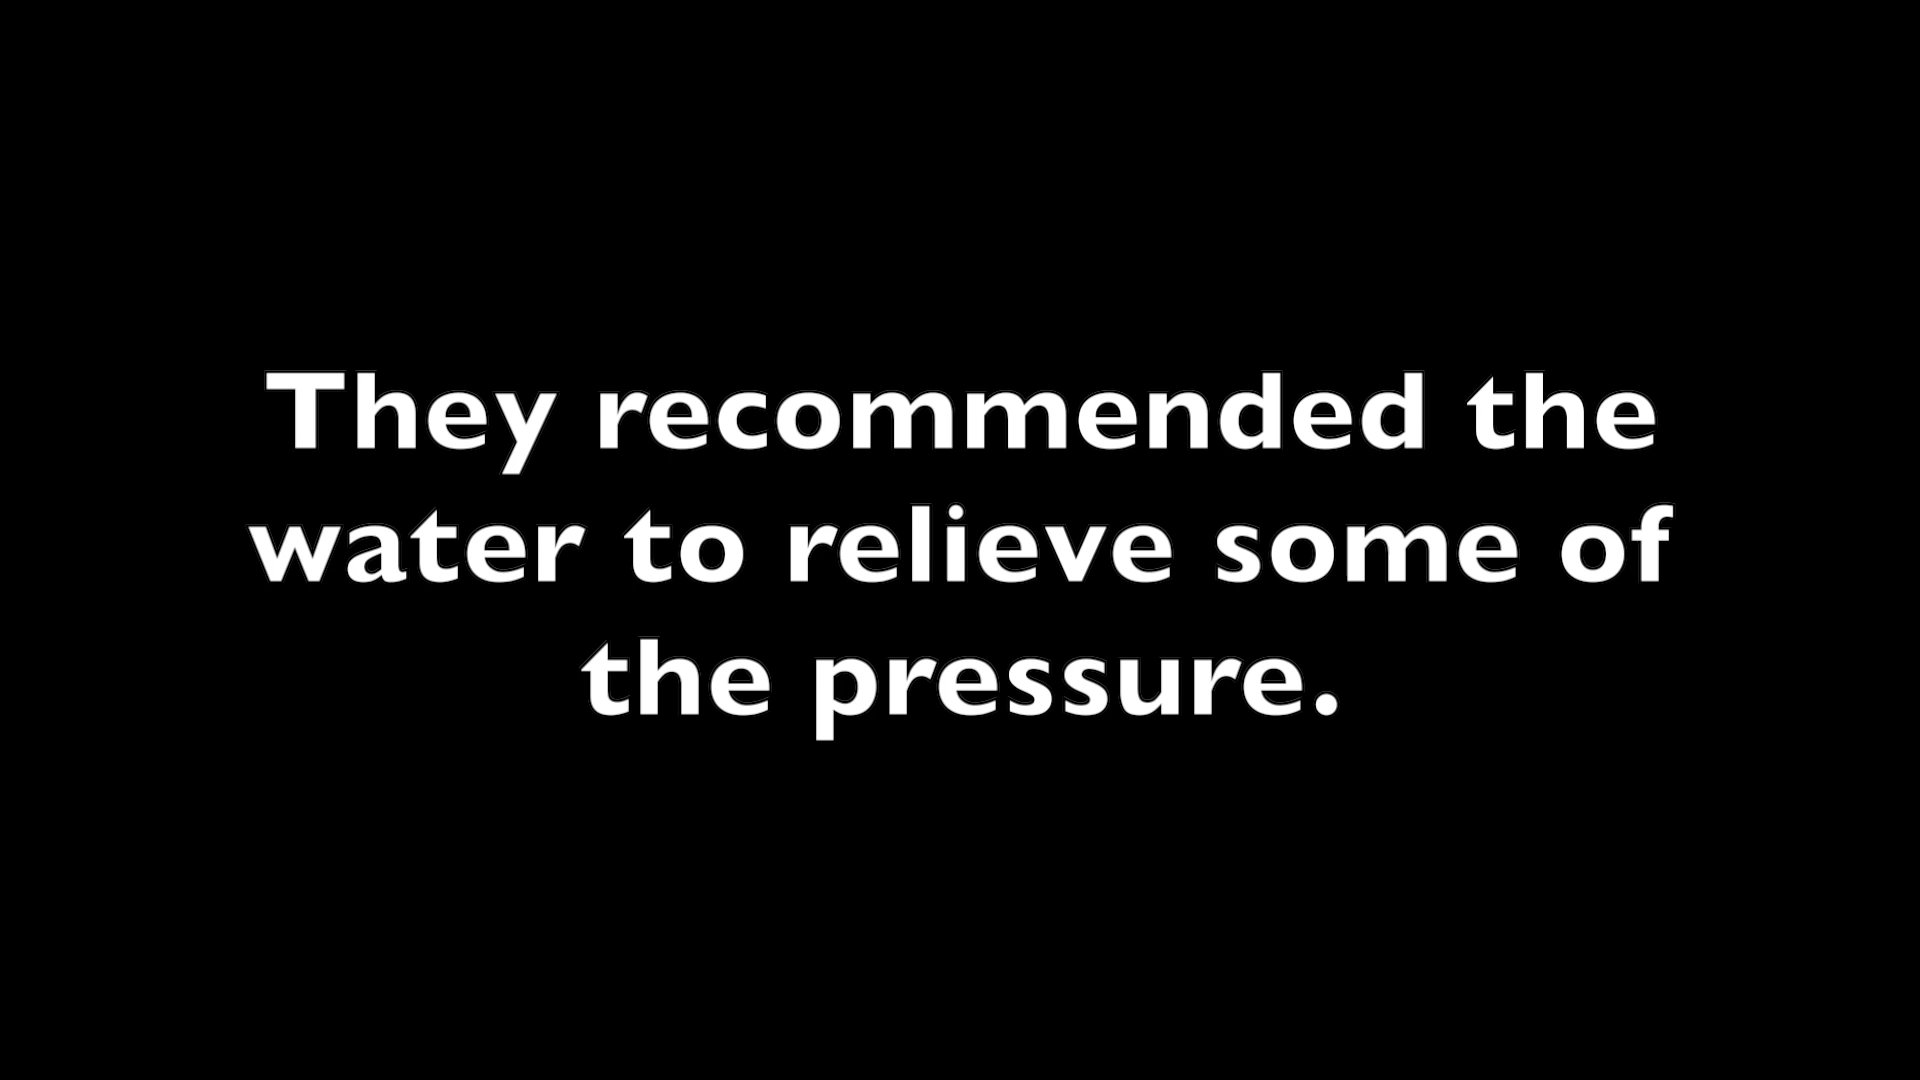 They recommended the
water to relieve some of
the pressure.